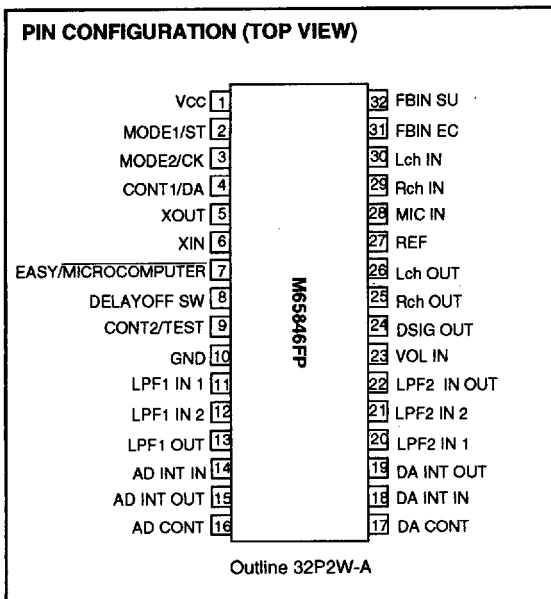 PIN CONFIGURATION (TOP VIEW)
Vcc 1
MODE1/ST 2
MODE2/CK 3
CONT1/DA 4
XOUT 5
XIN 6
EASY/MICROCOMPUTER 7
DELAYOFF SW 8
CONT2/TEST 9
GND 10
LPF1 IN 1 11
LPF1 IN 2 12
LPF1 OUT 13
AD INT IN 14
AD INT OUT 15
AD CONT 16
M65846FP
32 FBIN SU
31 FBIN EC
30 Lch IN
29 Rch IN
28 MIC IN
27 REF
26 Lch OUT
25 Rch OUT
24 DSIG OUT
23 VOL IN
22 LPF2 IN OUT
21 LPF2 IN 2
20 LPF2 IN 1
19 DA INT OUT
18 DA INT IN
17 DA CONT
Outline 32P2W-A